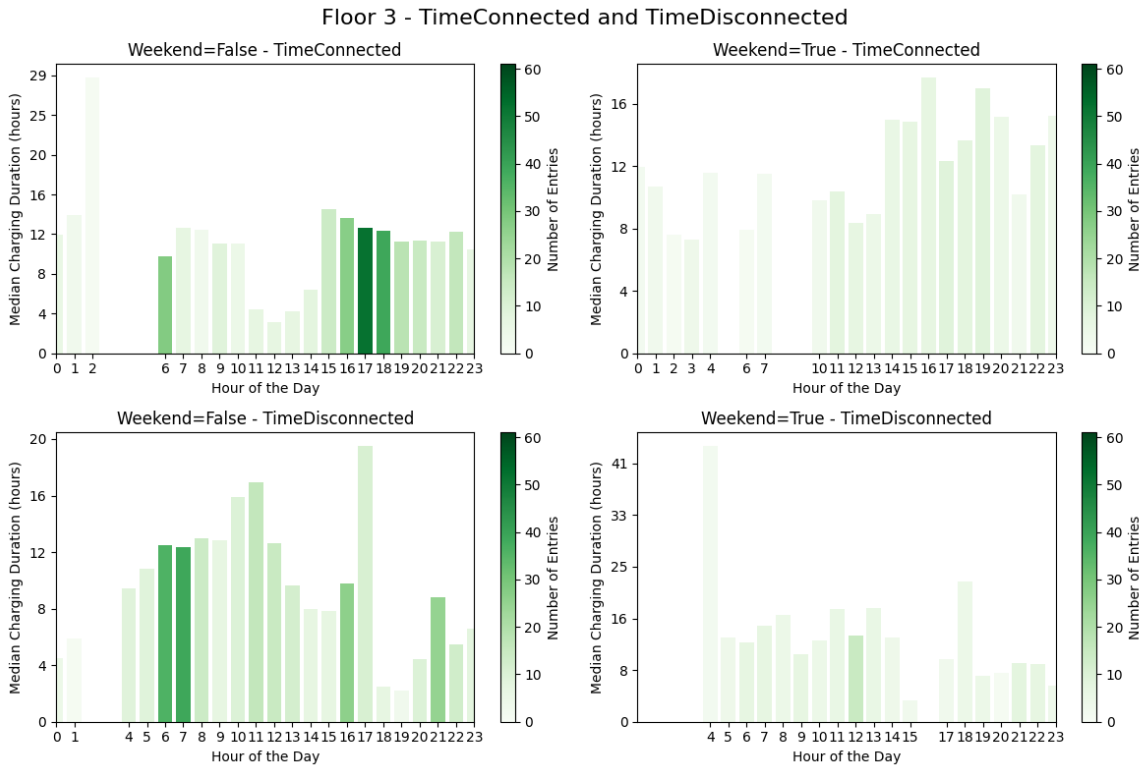 Floor 3 - TimeConnected and TimeDisconnected
Weekend=False - TimeConnected
Median Charging Duration (hours)
29
25
20
16
12
8
4
0
0 1 2 6 7 8 9 10 11 12 13 14 15 16 17 18 19 20 21 22 23
Hour of the Day
60
50
40
30
20
10
0
Number of Entries
Weekend=True - TimeConnected
Median Charging Duration (hours)
16
12
8
4
0
0 1 2 3 4 6 7 10 11 12 13 14 15 16 17 18 19 20 21 22 23
Hour of the Day
60
50
40
30
20
10
0
Number of Entries
Weekend=False - TimeDisconnected
Median Charging Duration (hours)
20
16
12
8
4
0
0 1 4 5 6 7 8 9 10 11 12 13 14 15 16 17 18 19 20 21 22 23
Hour of the Day
60
50
40
30
20
10
0
Number of Entries
Weekend=True - TimeDisconnected
Median Charging Duration (hours)
41
33
25
16
8
0
4 5 6 7 8 9 10 11 12 13 14 15 17 18 19 20 21 22 23
Hour of the Day
60
50
40
30
20
10
0
Number of Entries